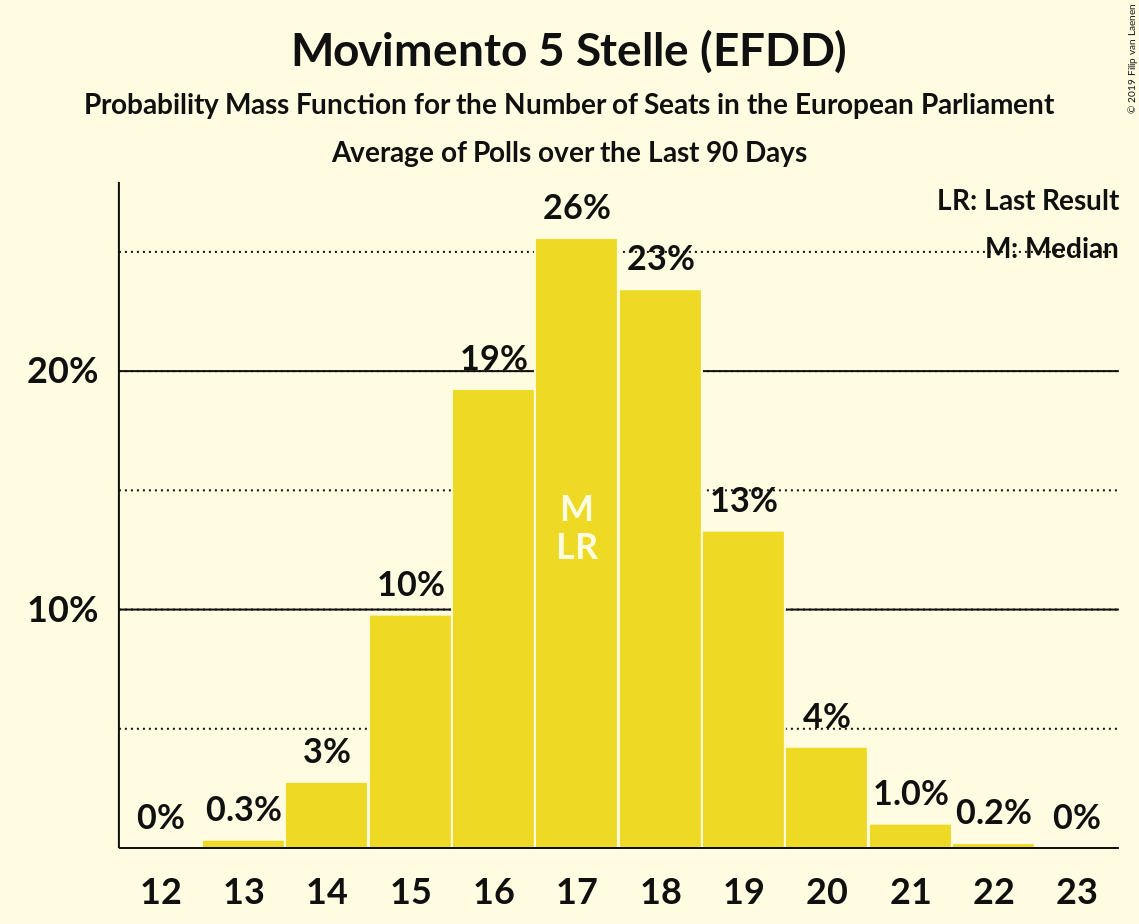 Movimento 5 Stelle (EFDD)
Probability Mass Function for the Number of Seats in the European Parliament
Average of Polls over the Last 90 Days
© 2019 Filip van Laenen
LR: Last Result
M: Median
20%
10%
0%
0.3%
3%
10%
19%
26%
23%
13%
4%
1.0%
0.2%
0%
M
LR
12 13 14 15 16 17 18 19 20 21 22 23